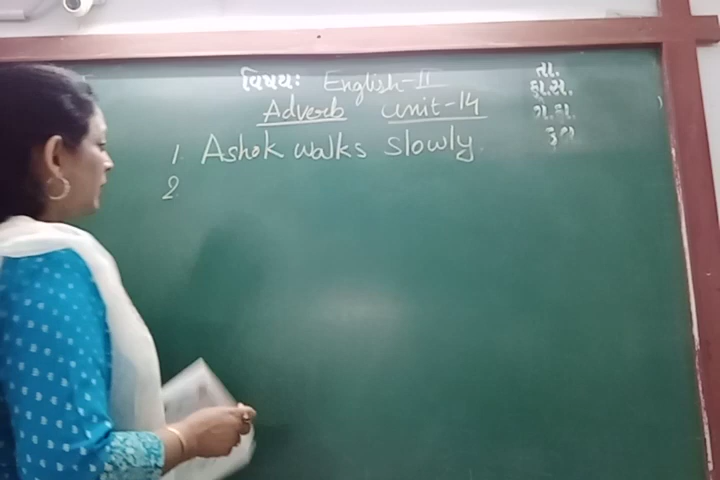 વિષય: English-II
Adverb unit-14
1. Ashok walks slowly.
2
તા.
ક્રા.સ.
ગે.હા.
કુલ